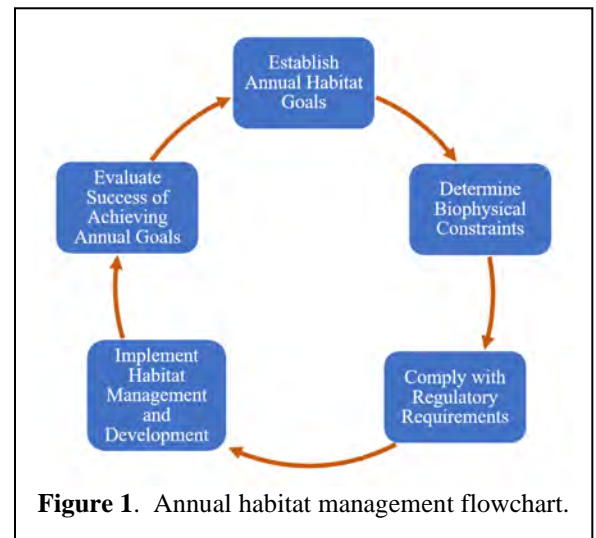 Establish
Annual Habitat
Goals
Determine
Biophysical
Constraints
Comply with
Regulatory
Requirements
Implement
Habitat
Management
and
Development
Evaluate
Success of
Achieving
Annual Goals
Figure 1. Annual habitat management flowchart.